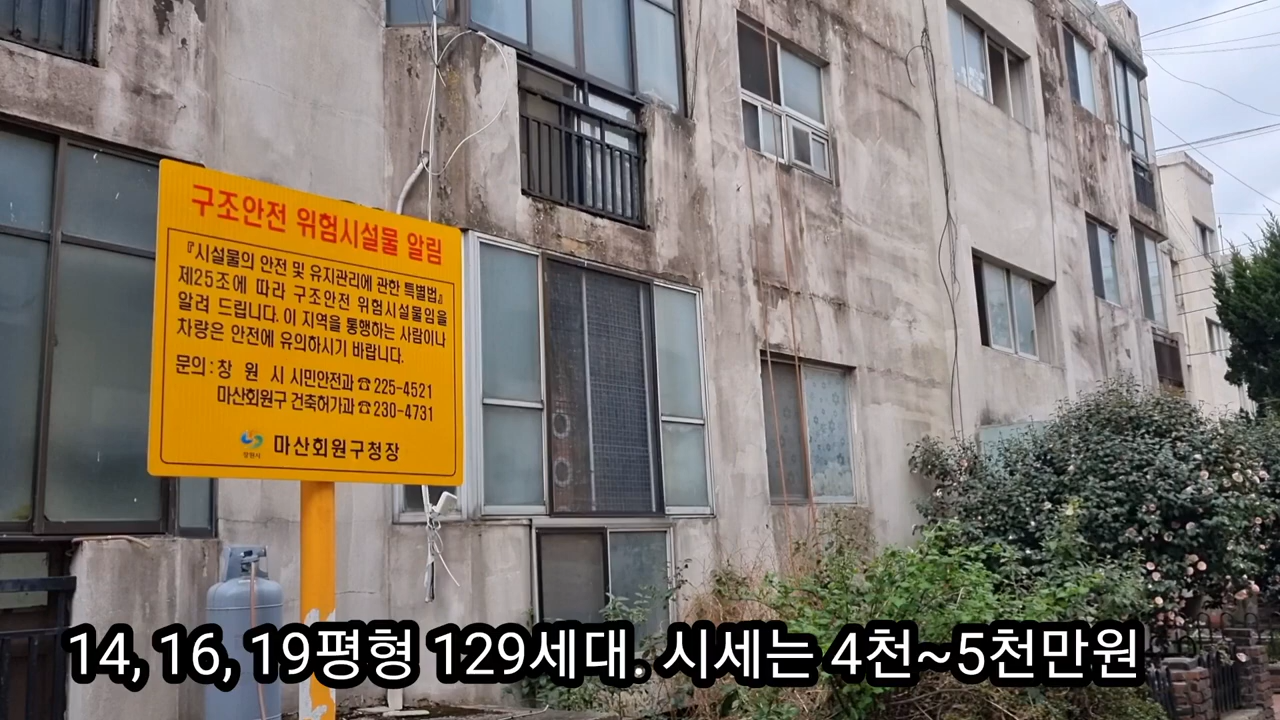 구조안전 위험시설물 알림
『시설물의 안전 및 유지관리에 관한 특별법』
제25조에 따라 구조안전 위험시설물임을
알려 드립니다. 이 지역을 통행하는 사람이나
차량은 안전에 유의하시기 바랍니다.
문의 : 창 원 시 시민안전과 ☎ 225-4521
마산회원구 건축허가과 ☎ 230-4731
창원시 마산회원구청장
14, 16, 19평형 129세대. 시세는 4천~5천만원